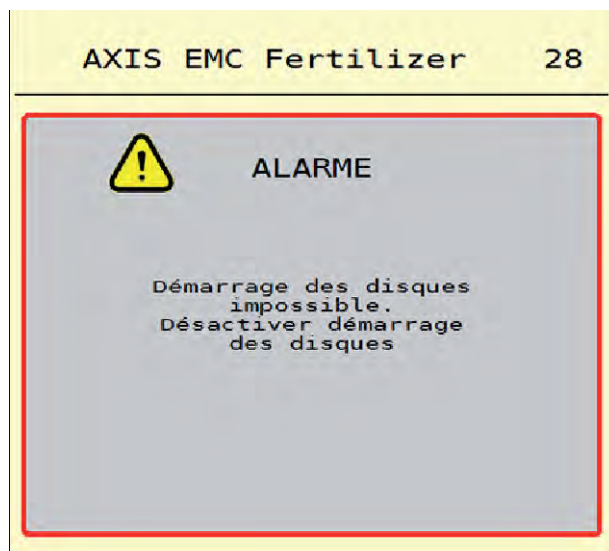 AXIS EMC Fertilizer 28
ALARME
Démarrage des disques
impossible.
Désactiver démarrage
des disques